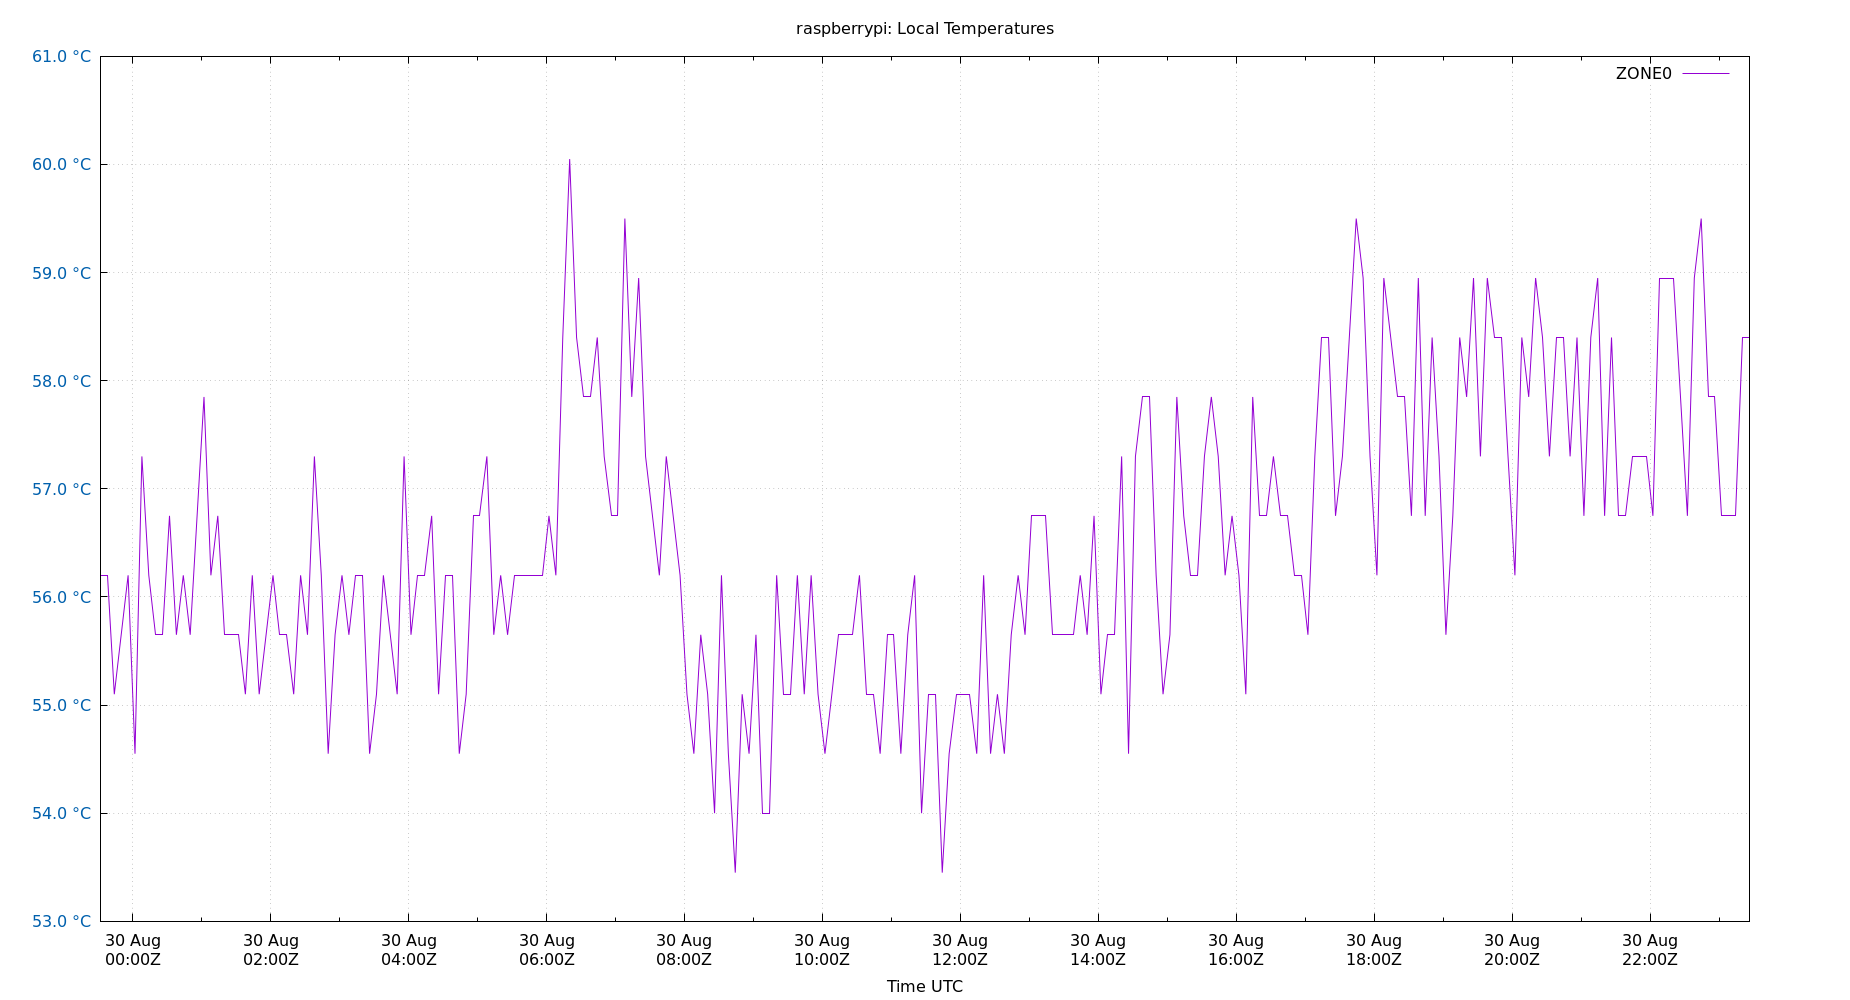 raspberrypi: Local Temperatures
61.0 °C
ZONE0
60.0 °C
59.0 °C
58.0 °C
57.0 °C
56.0 °C
55.0 °C
54.0 °C
53.0 °C
30 Aug 30 Aug 30 Aug 30 Aug 30 Aug 30 Aug 30 Aug 30 Aug 30 Aug 30 Aug 30 Aug 30 Aug
00:00Z 02:00Z 04:00Z 06:00Z 08:00Z 10:00Z 12:00Z 14:00Z 16:00Z 18:00Z 20:00Z 22:00Z
Time UTC